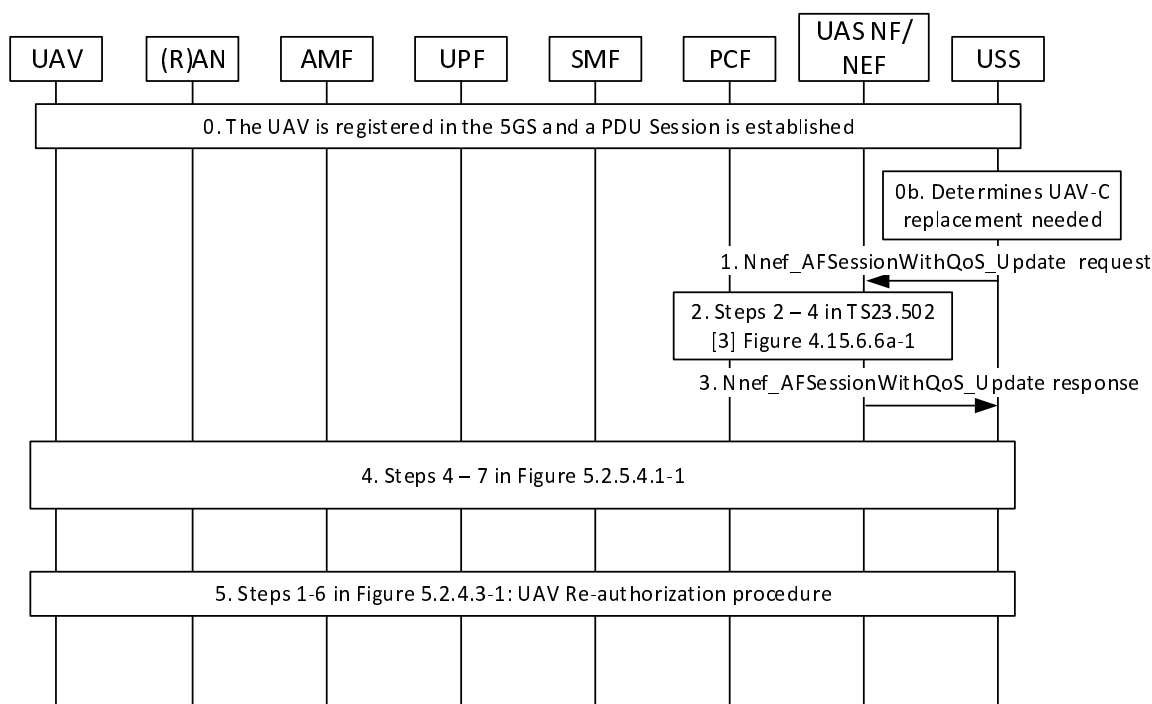 UAV
(R)AN
AMF
UPF
SMF
PCF
UAS NF/
NEF
USS
0. The UAV is registered in the 5GS and a PDU Session is established
0b. Determines UAV-C
replacement needed
1. Nnef_AFSessionWithQoS_Update request
2. Steps 2 – 4 in TS23.502
[3] Figure 4.15.6.6a-1
3. Nnef_AFSessionWithQoS_Update response
4. Steps 4 – 7 in Figure 5.2.5.4.1-1
5. Steps 1-6 in Figure 5.2.4.3-1: UAV Re-authorization procedure